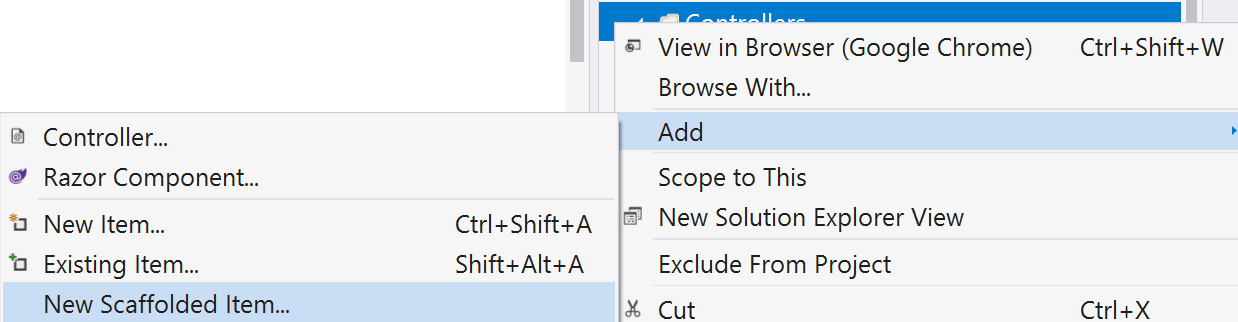 Controllers
View in Browser (Google Chrome) Ctrl+Shift+W
Browse With...
Add
Scope to This
New Solution Explorer View
Exclude From Project
Cut Ctrl+X
Controller...
Razor Component...
New Item... Ctrl+Shift+A
Existing Item... Shift+Alt+A
New Scaffolded Item...